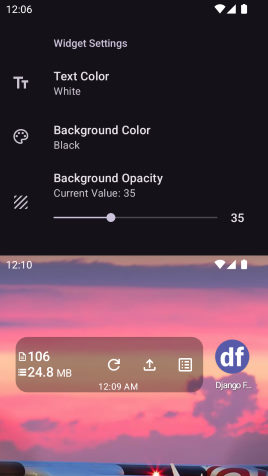 12:06
Widget Settings
Text Color
White
Background Color
Black
Background Opacity
Current Value: 35
35
12:10
106
24.8 MB
12:09 AM
df
Django F...